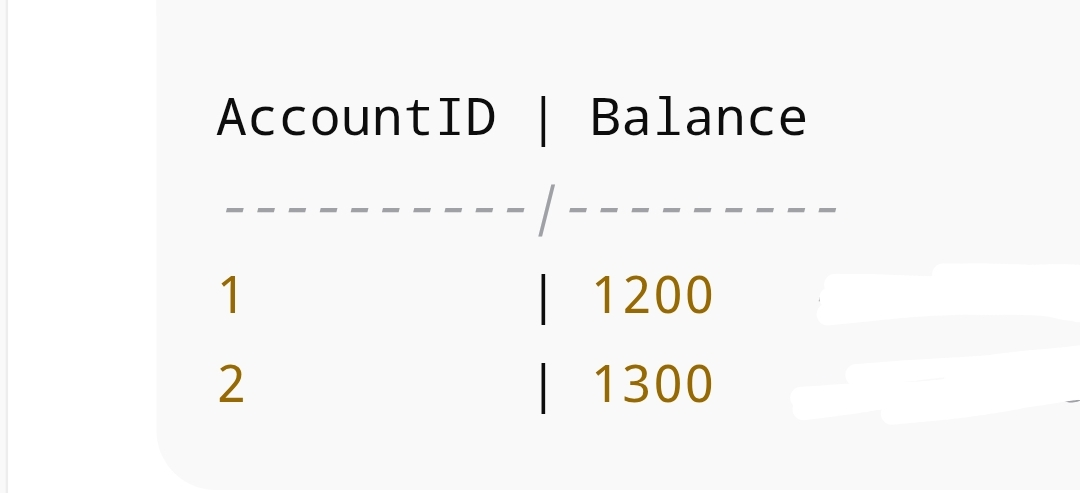 AccountID | Balance
----------|---------
1 | 1200
2 | 1300